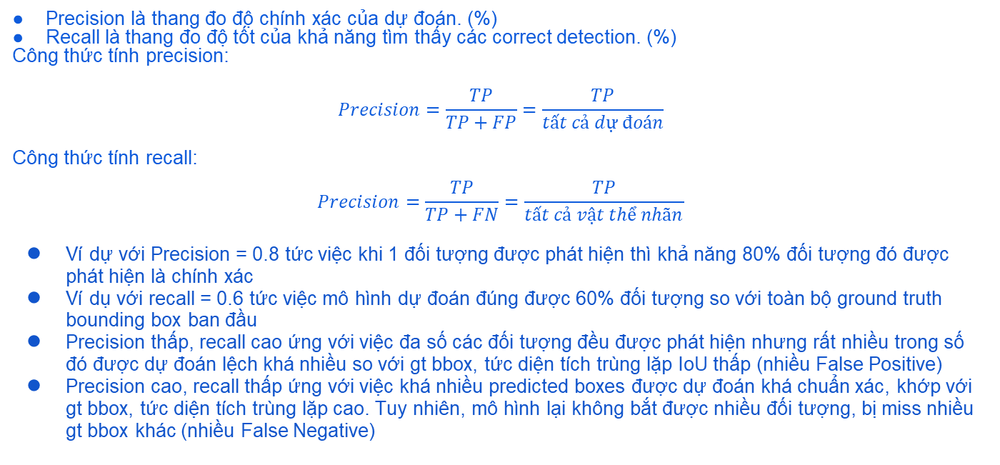 ● Precision là thang đo độ chính xác của dự đoán. (%)
● Recall là thang đo độ tốt của khả năng tìm thấy các correct detection. (%)
Công thức tính precision:
Precision = TP / (TP + FP) = TP / tất cả dự đoán
Công thức tính recall:
Precision = TP / (TP + FN) = TP / tất cả vật thể nhãn
● Ví dự với Precision = 0.8 tức việc khi 1 đối tượng được phát hiện thì khả năng 80% đối tượng đó được
phát hiện là chính xác
● Ví dụ với recall = 0.6 tức việc mô hình dự đoán đúng được 60% đối tượng so với toàn bộ ground truth
bounding box ban đầu
● Precision thấp, recall cao ứng với việc đa số các đối tượng đều được phát hiện nhưng rất nhiều trong số
đó được dự đoán lệch khá nhiều so với gt bbox, tức diện tích trùng lặp IoU thấp (nhiều False Positive)
● Precision cao, recall thấp ứng với việc khá nhiều predicted boxes được dự đoán khá chuẩn xác, khớp với
gt bbox, tức diện tích trùng lặp cao. Tuy nhiên, mô hình lại không bắt được nhiều đối tượng, bị miss nhiều
gt bbox khác (nhiều False Negative)